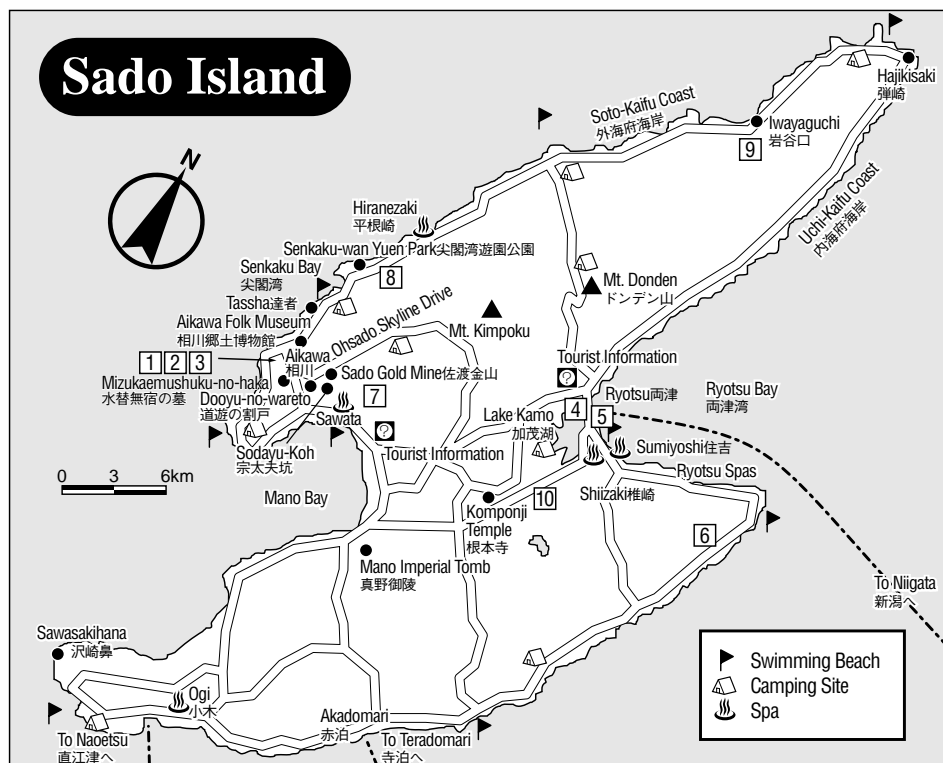 Sado Island
N
Hajikisaki
弾崎
Soto-Kaifu Coast
外海府海岸
Iwayaguchi
岩谷口
9
Uchi-Kaifu Coast
内海府海岸
Hiranezaki
平根崎
Senkaku-wan Yuen Park尖閣湾遊園公園
Senkaku Bay
尖閣湾
8
Mt. Donden
ドンデン山
Tassha達者
Ohsado Skyline Drive
Mt. Kimpoku
Aikawa Folk Museum
相川郷土博物館
Aikawa
相川
1 2 3
Sado Gold Mine佐渡金山
Mizukaemushuku-no-haka
水替無宿の墓
Dooyu-no-wareto
道遊の割戸
7
Sawata
Tourist Information
?
Ryotsu両津
Ryotsu Bay
両津湾
4
5
Lake Kamo
加茂湖
?
Tourist Information
Sodayu-Koh
宗太夫坑
Sumiyoshi住吉
Ryotsu Spas
0 3 6km
Mano Bay
Shiizaki椎崎
10
Komponji
Temple
根本寺
6
Mano Imperial Tomb
真野御陵
To Niigata
新潟へ
Sawasakihana
沢崎鼻
Ogi
小木
Akadomari
赤泊
To Naoetsu
直江津へ
To Teradomari
寺泊へ
Swimming Beach
Camping Site
Spa